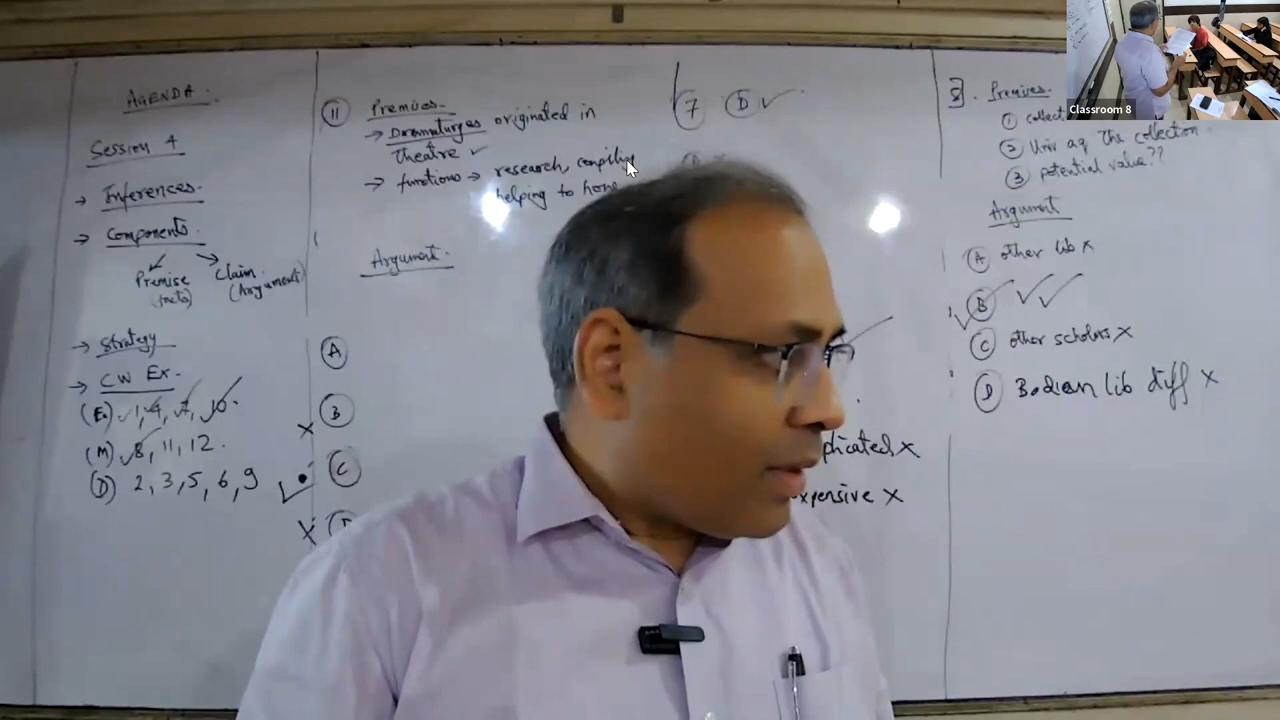 AGENDA.
Session 4
→ Inferences.
→ Components.
Premise
(facts)
Claim
(Argument)
→ Strategy
→ CW Ex.
(E) 1, 4, 7, 10.
(M) 8, 11, 12.
(D) 2, 3, 5, 6, 9
11 Premises.
→ Dramaturges originated in
theatre ✓
→ functions → research, compiling
helping to hone
Argument.
A
B
C
7 D ✓
plicated x
xpensive x
8. Premises.
① collect
② Univ aq this collection.
③ potential value??
Argument
A other lib x
B ✓✓
C other scholars x
D Bodean lib diff x
Classroom 8